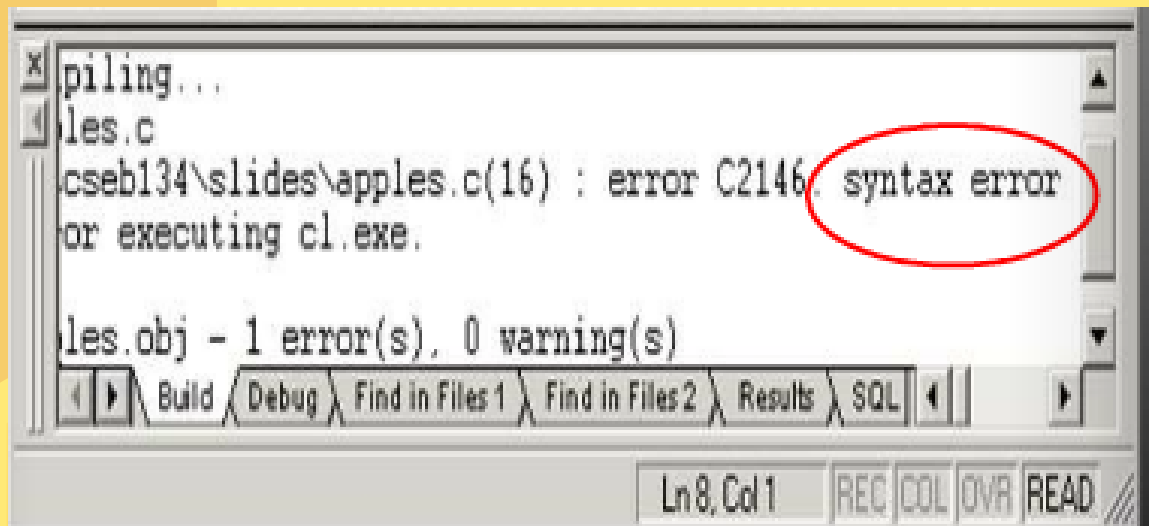 piling...
les.c
cseb134\slides\apples.c(16) : error C2146: syntax error
or executing cl.exe.
les.obj - 1 error(s), 0 warning(s)
Build Debug Find in Files 1 Find in Files 2 Results SQL
Ln 8, Col 1 REC COL OVR READ